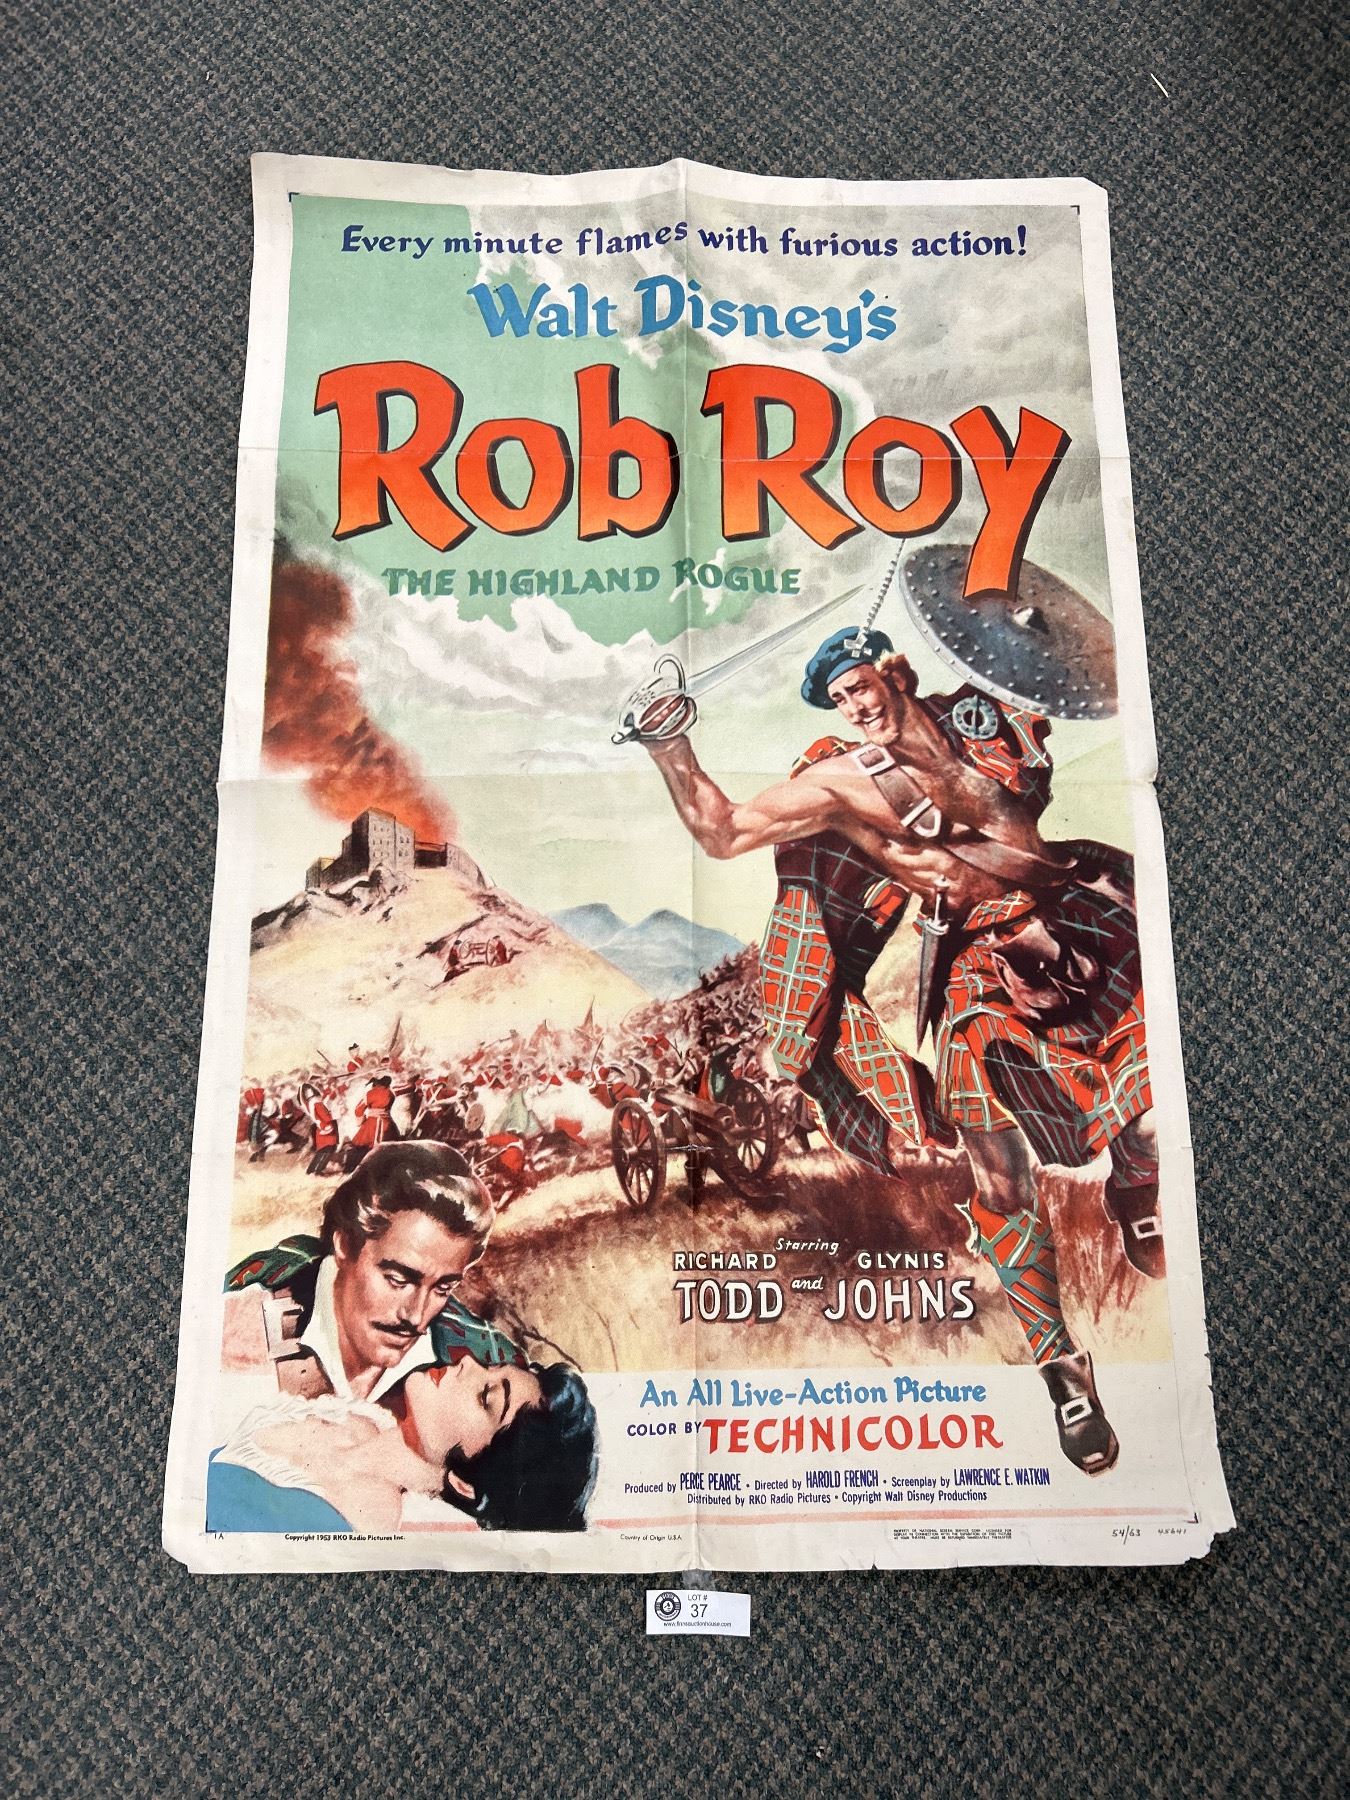 Every minute flames with furious action!
Walt Disney's
Rob Roy
THE HIGHLAND ROGUE
Starring
RICHARD TODD and GLYNIS JOHNS
An All Live-Action Picture
COLOR BY TECHNICOLOR
Produced by PERCE PEARCE • Directed by HAROLD FRENCH • Screenplay by LAWRENCE E. WATKIN
Distributed by RKO Radio Pictures • Copyright Walt Disney Productions
1A
Copyright 1953 RKO Radio Pictures Inc.
Country of Origin U.S.A.
54/63 45641
LOT #
37